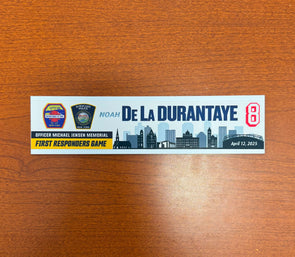 NOAH DE LA DURANTAYE 8
OFFICER MICHAEL JENSEN MEMORIAL
FIRST RESPONDERS GAME
April 12, 2025